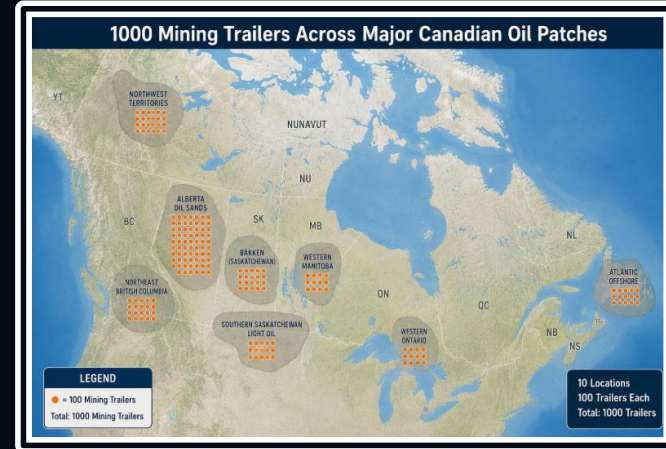 1000 Mining Trailers Across Major Canadian Oil Patches
YT
NORTHWEST
TERRITORIES
NUNAVUT
NU
ALBERTA
OIL SANDS
BC
SK
MB
NL
BAKKEN
(SASKATCHEWAN)
WESTERN
MANITOBA
ATLANTIC
OFFSHORE
NORTHEAST
BRITISH COLUMBIA
ON
QC
SOUTHERN SASKATCHEWAN
LIGHT OIL
WESTERN
ONTARIO
NB
NS
LEGEND
= 100 Mining Trailers
Total: 1000 Mining Trailers
10 Locations
100 Trailers Each
Total: 1000 Trailers